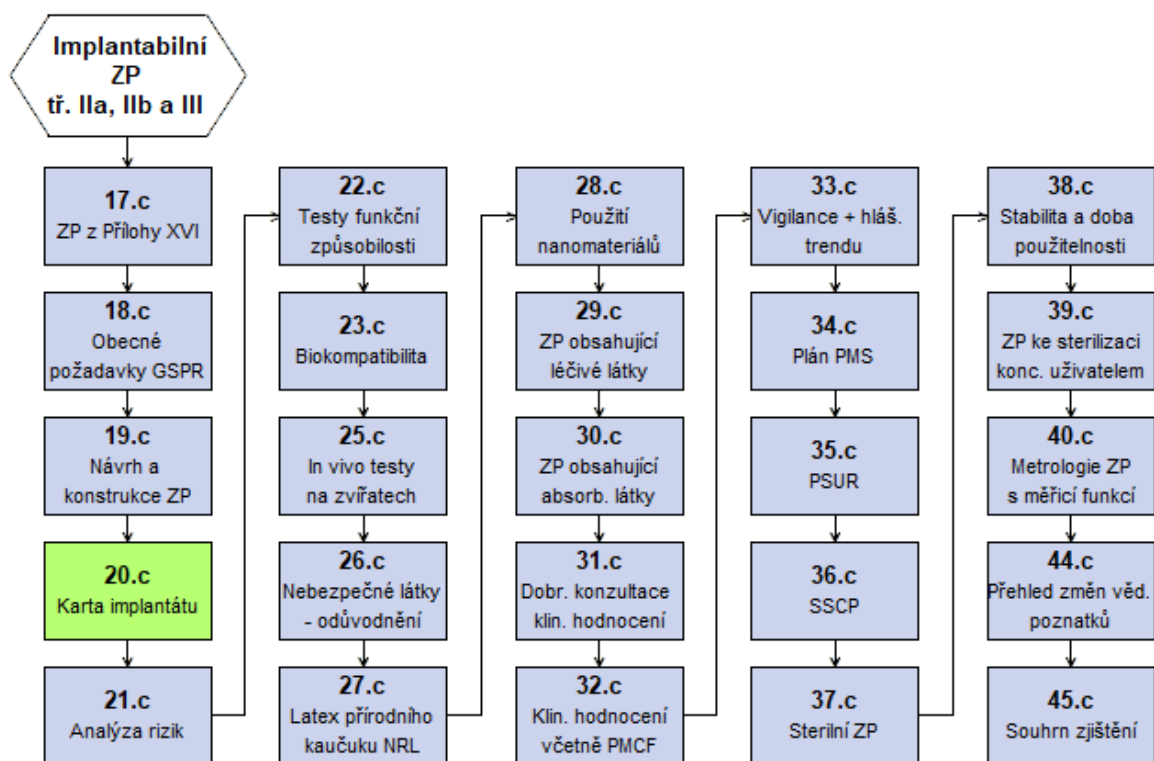 Implantabilní
ZP
tř. IIa, IIb a III
17.c
ZP z Přílohy XVI
18.c
Obecné
požadavky GSPR
19.c
Návrh a
konstrukce ZP
20.c
Karta implantátu
21.c
Analýza rizik
22.c
Testy funkční
způsobilosti
23.c
Biokompatibilita
25.c
In vivo testy
na zvířatech
26.c
Nebezpečné látky
- odůvodnění
27.c
Latex přírodního
kaučuku NRL
28.c
Použití
nanomateriálů
29.c
ZP obsahující
léčivé látky
30.c
ZP obsahující
absorb. látky
31.c
Dobr. konzultace
klin. hodnocení
32.c
Klin. hodnocení
včetně PMCF
33.c
Vigilance + hláš.
trendu
34.c
Plán PMS
35.c
PSUR
36.c
SSCP
37.c
Sterilní ZP
38.c
Stabilita a doba
použitelnosti
39.c
ZP ke sterilizaci
konc. uživatelem
40.c
Metrologie ZP
s měřicí funkcí
44.c
Přehled změn věd.
poznatků
45.c
Souhrn zjištění